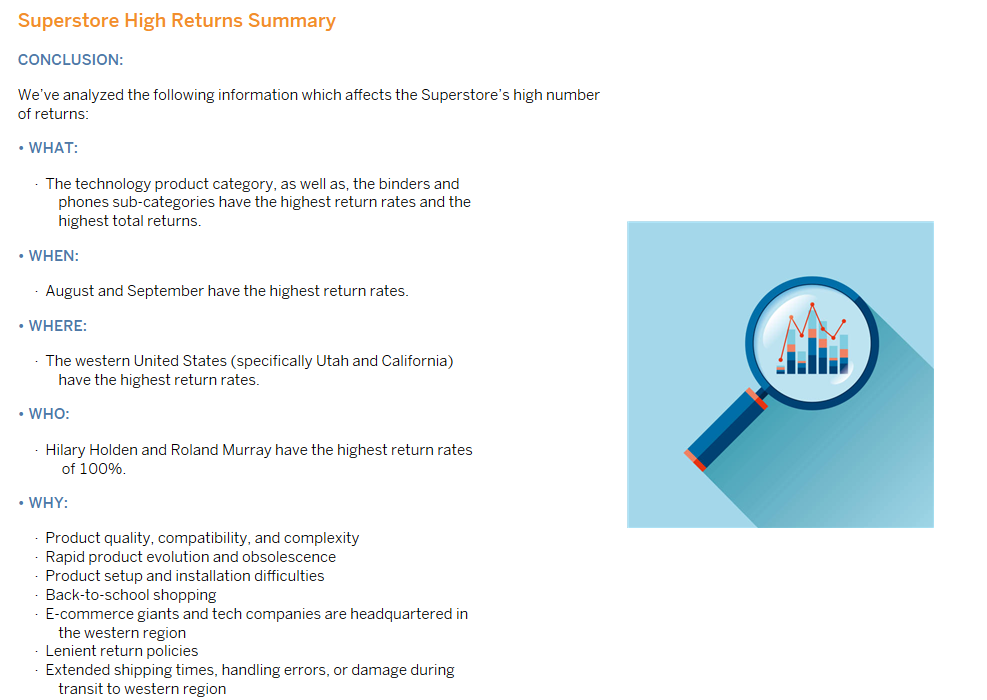 Superstore High Returns Summary
CONCLUSION:
We've analyzed the following information which affects the Superstore's high number
of returns:
• WHAT:
· The technology product category, as well as, the binders and
phones sub-categories have the highest return rates and the
highest total returns.
• WHEN:
· August and September have the highest return rates.
• WHERE:
· The western United States (specifically Utah and California)
have the highest return rates.
• WHO:
· Hilary Holden and Roland Murray have the highest return rates
of 100%.
• WHY:
· Product quality, compatibility, and complexity
· Rapid product evolution and obsolescence
· Product setup and installation difficulties
· Back-to-school shopping
· E-commerce giants and tech companies are headquartered in
the western region
· Lenient return policies
· Extended shipping times, handling errors, or damage during
transit to western region